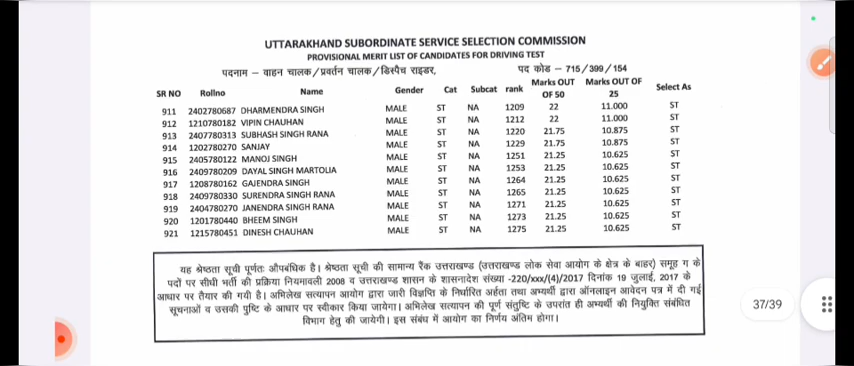 UTTARAKHAND SUBORDINATE SERVICE SELECTION COMMISSION
PROVISIONAL MERIT LIST OF CANDIDATES FOR DRIVING TEST
पदनाम – वाहन चालक/प्रवर्तन चालक/डिस्पैच राइडर, पद कोड – 715/399/154
SR NO Rollno Name Gender Cat Subcat rank Marks OUT OF 50 Marks OUT OF 25 Select As
911 2402780687 DHARMENDRA SINGH MALE ST NA 1209 22 11.000 ST
912 1210780182 VIPIN CHAUHAN MALE ST NA 1212 22 11.000 ST
913 2407780313 SUBHASH SINGH RANA MALE ST NA 1220 21.75 10.875 ST
914 1202780270 SANJAY MALE ST NA 1229 21.75 10.875 ST
915 2405780122 MANOJ SINGH MALE ST NA 1251 21.25 10.625 ST
916 2409780209 DAYAL SINGH MARTOLIA MALE ST NA 1253 21.25 10.625 ST
917 1208780162 GAJENDRA SINGH MALE ST NA 1264 21.25 10.625 ST
918 2409780330 SURENDRA SINGH RANA MALE ST NA 1265 21.25 10.625 ST
919 2404780270 JANENDRA SINGH RANA MALE ST NA 1271 21.25 10.625 ST
920 1201780440 BHEEM SINGH MALE ST NA 1273 21.25 10.625 ST
921 1215780451 DINESH CHAUHAN MALE ST NA 1275 21.25 10.625 ST
यह श्रेष्ठता सूची पूर्णतः औपबंधिक है। श्रेष्ठता सूची की सामान्य रैंक उत्तराखण्ड (उत्तराखण्ड लोक सेवा आयोग के क्षेत्र के बाहर) समूह ग के
पदों पर सीधी भर्ती की प्रक्रिया नियमावली 2008 व उत्तराखण्ड शासन के शासनादेश संख्या -220/xxx/(4)/2017 दिनांक 19 जुलाई, 2017 के
आधार पर तैयार की गयी है। अभिलेख सत्यापन आयोग द्वारा जारी विज्ञप्ति के निर्धारित अर्हता तथा अभ्यर्थी द्वारा ऑनलाइन आवेदन पत्र में दी गई
सूचनाओं व उसकी पुष्टि के आधार पर स्वीकार किया जायेगा। अभिलेख सत्यापन की पूर्ण संतुष्टि के उपरांत ही अभ्यर्थी की नियुक्ति संबंधित
विभाग हेतु की जायेगी। इस संबंध में आयोग का निर्णय अंतिम होगा।
37/39